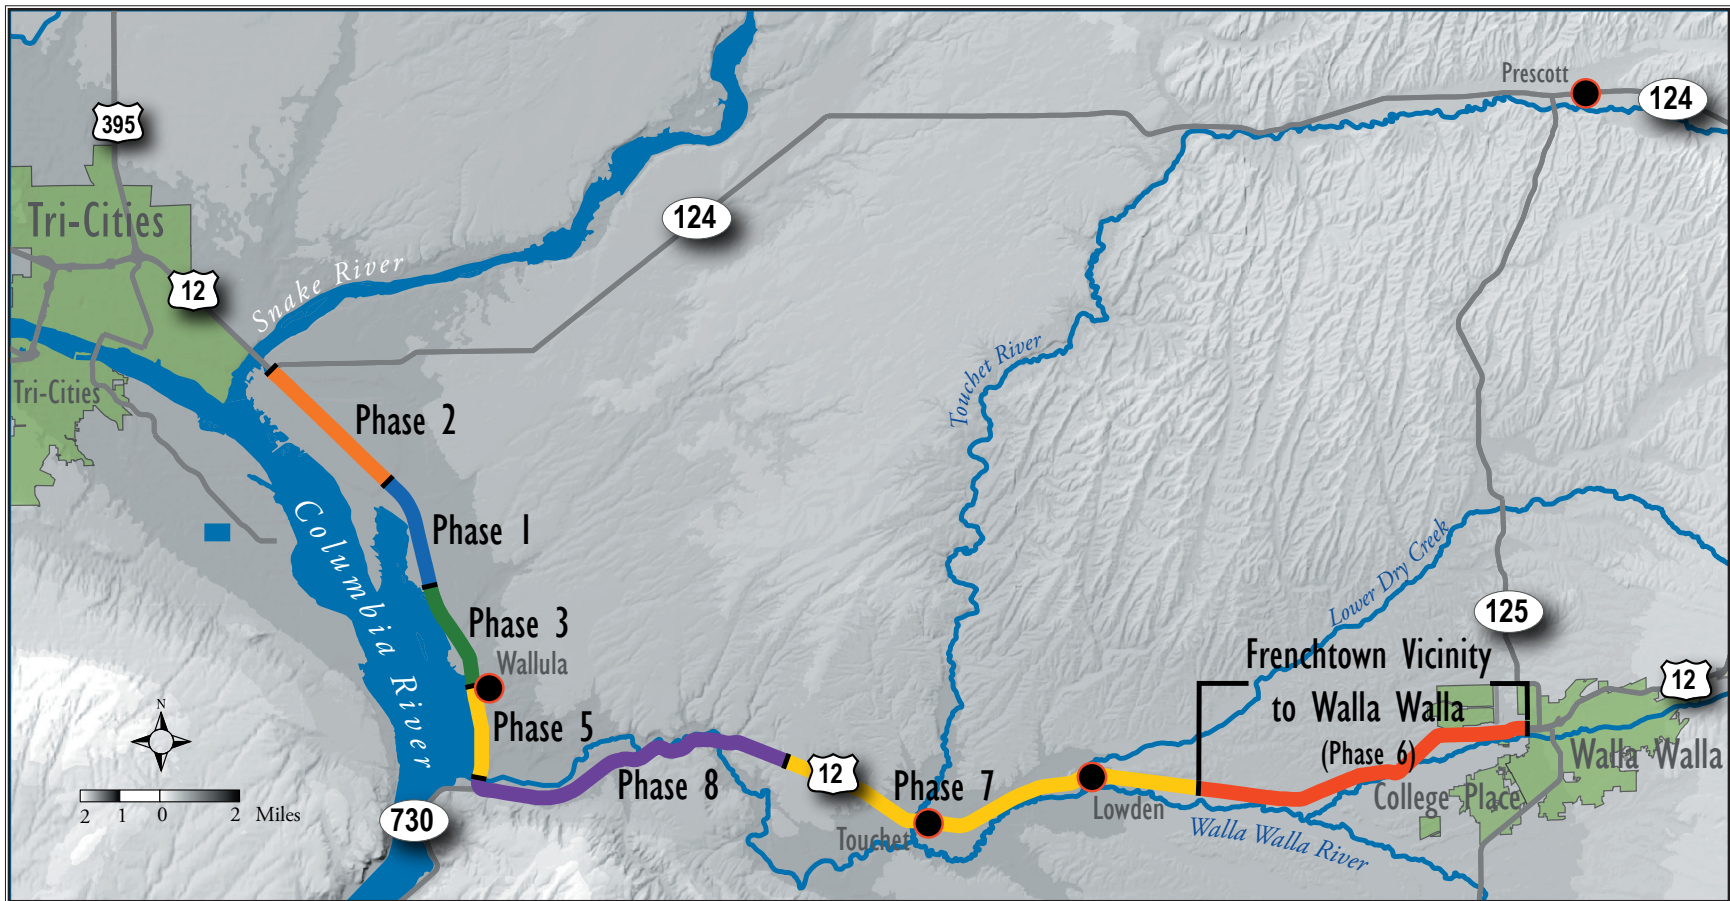 Prescott
124
395
Tri-Cities
124
12
Snake River
Touchet River
Tri-Cities
Phase 2
Columbia River
Phase 1
Lower Dry Creek
125
Phase 3
Wallula
Frenchtown Vicinity
to Walla Walla
(Phase 6)
12
N
Phase 5
Walla Walla
12
Phase 8
Phase 7
College Place
Lowden
2 1 0 2 Miles
730
Touchet
Walla Walla River